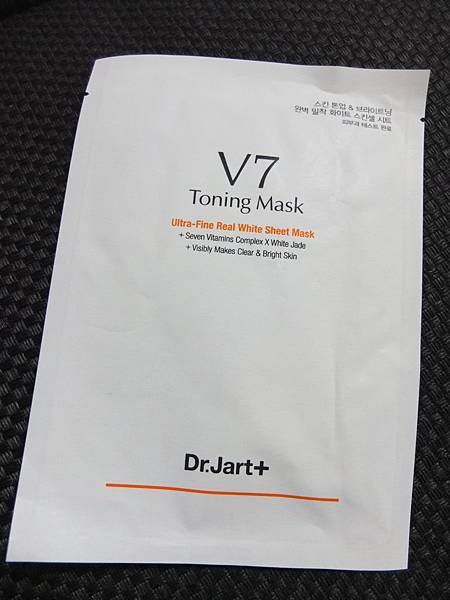 스킨 톤업 & 브라이트닝
완벽 밀착 화이트 스킨셀 시트
피부과 테스트 완료
V7
Toning Mask
Ultra-Fine Real White Sheet Mask
+ Seven Vitamins Complex X White Jade
+ Visibly Makes Clear & Bright Skin
Dr.Jart+